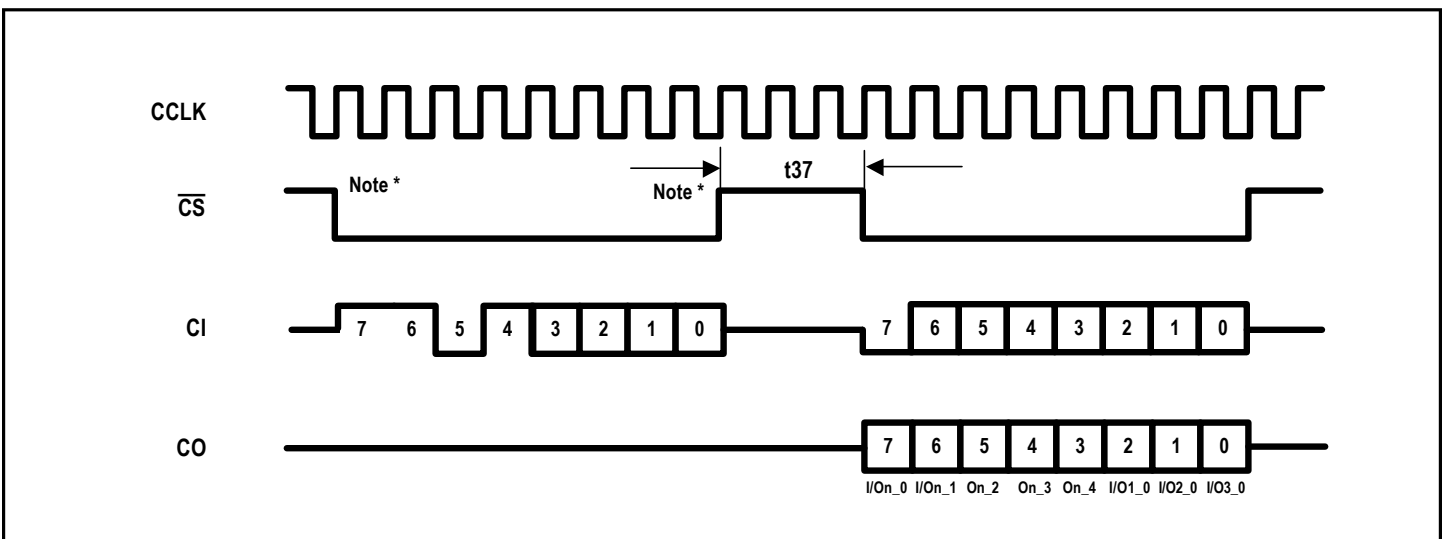 CCLK
t37
Note * Note *
CS
CI 7 6 5 4 3 2 1 0 7 6 5 4 3 2 1 0
CO 7 6 5 4 3 2 1 0
I/On_0 I/On_1 On_2 On_3 On_4 I/O1_0 I/O2_0 I/O3_0